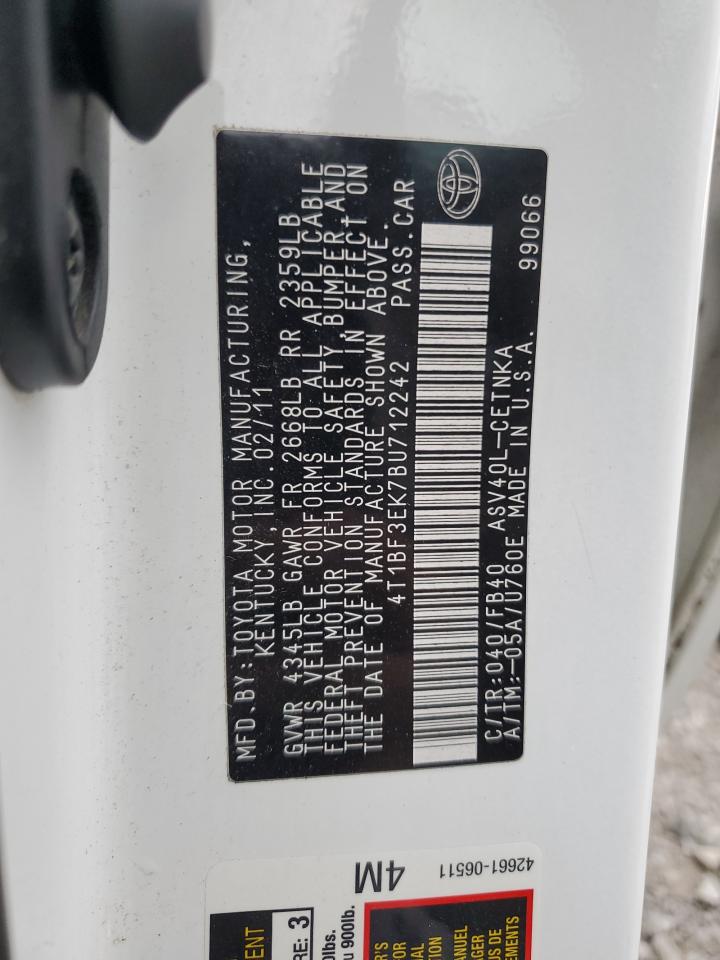 MFD.BY:TOYOTA MOTOR MANUFACTURING,
KENTUCKY,INC.02/11
GVWR 4345LB GAWR FR 2668LB RR 2359LB
THIS VEHICLE CONFORMS TO ALL APPLICABLE
FEDERAL MOTOR VEHICLE SAFETY,BUMPER,AND
THEFT PREVENTION STANDARDS IN EFFECT ON
THE DATE OF MANUFACTURE SHOWN ABOVE.
4T1BF3EK7BU712242 PASS.CAR
C/TR:040/FB40 ASV40L-CETNKA 99066
A/TM:-05A/U760E MADE IN U.S.A.
42661-06511
4M
3
900lb.
MANUEL